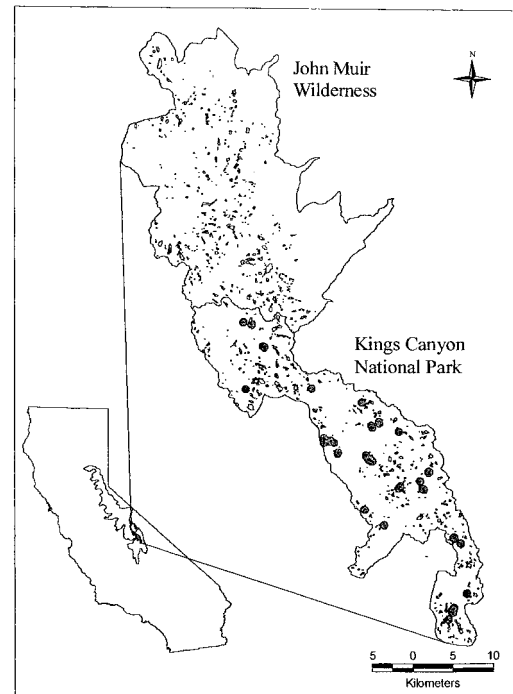 John Muir
Wilderness
N
Kings Canyon
National Park
5 0 5 10
Kilometers